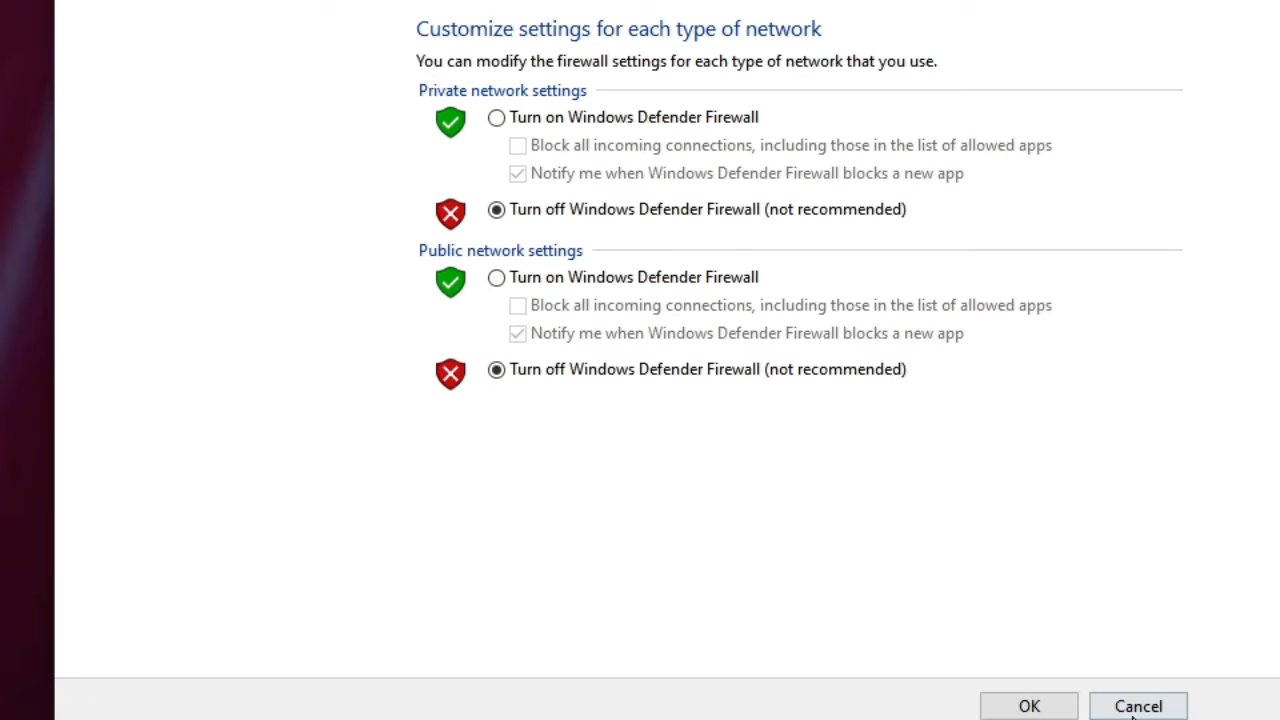 Customize settings for each type of network
You can modify the firewall settings for each type of network that you use.
Private network settings
Turn on Windows Defender Firewall
Block all incoming connections, including those in the list of allowed apps
Notify me when Windows Defender Firewall blocks a new app
Turn off Windows Defender Firewall (not recommended)
Public network settings
Turn on Windows Defender Firewall
Block all incoming connections, including those in the list of allowed apps
Notify me when Windows Defender Firewall blocks a new app
Turn off Windows Defender Firewall (not recommended)
OK Cancel